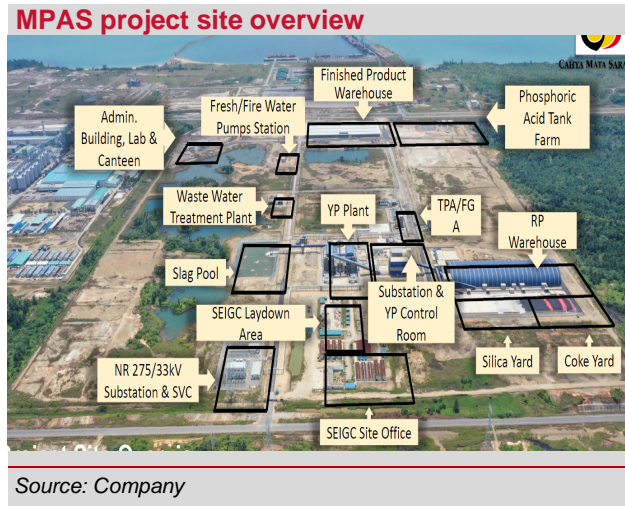 MPAS project site overview
CAHYA MATA SARA
Finished Product
Warehouse
Fresh/Fire Water
Pumps Station
Phosphoric
Acid Tank
Farm
Admin.
Building, Lab &
Canteen
Waste Water
Treatment Plant
YP Plant
TPA/FG
A
RP
Warehouse
Slag Pool
Substation &
YP Control
Room
SEIGC Laydown
Area
NR 275/33kV
Substation & SVC
Silica Yard
Coke Yard
SEIGC Site Office
Source: Company